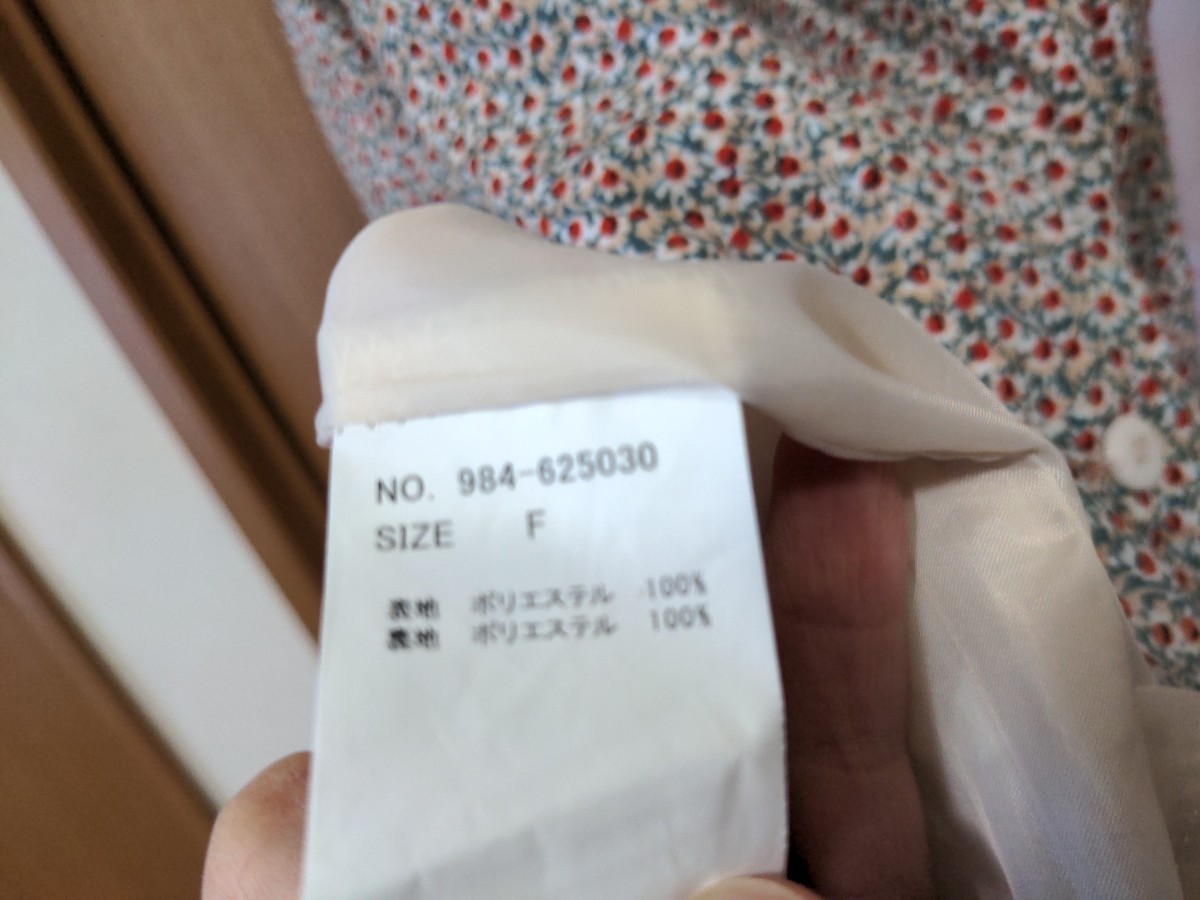 NO. 984-625030
SIZE F
表地 ポリエステル 100%
裏地 ポリエステル 100%